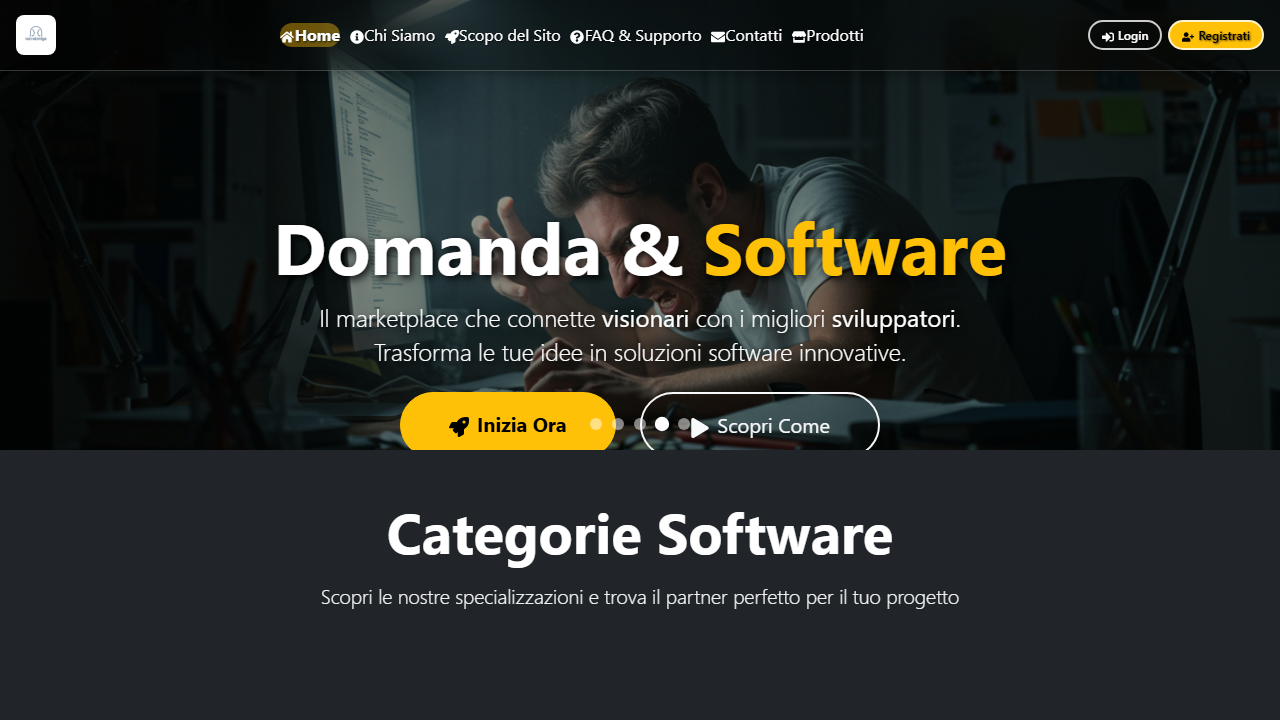 Home
Chi Siamo
Scopo del Sito
FAQ & Supporto
Contatti
Prodotti
Login
Registrati
Domanda & Software
Il marketplace che connette visionari con i migliori sviluppatori.
Trasforma le tue idee in soluzioni software innovative.
Inizia Ora
Scopri Come
Categorie Software
Scopri le nostre specializzazioni e trova il partner perfetto per il tuo progetto